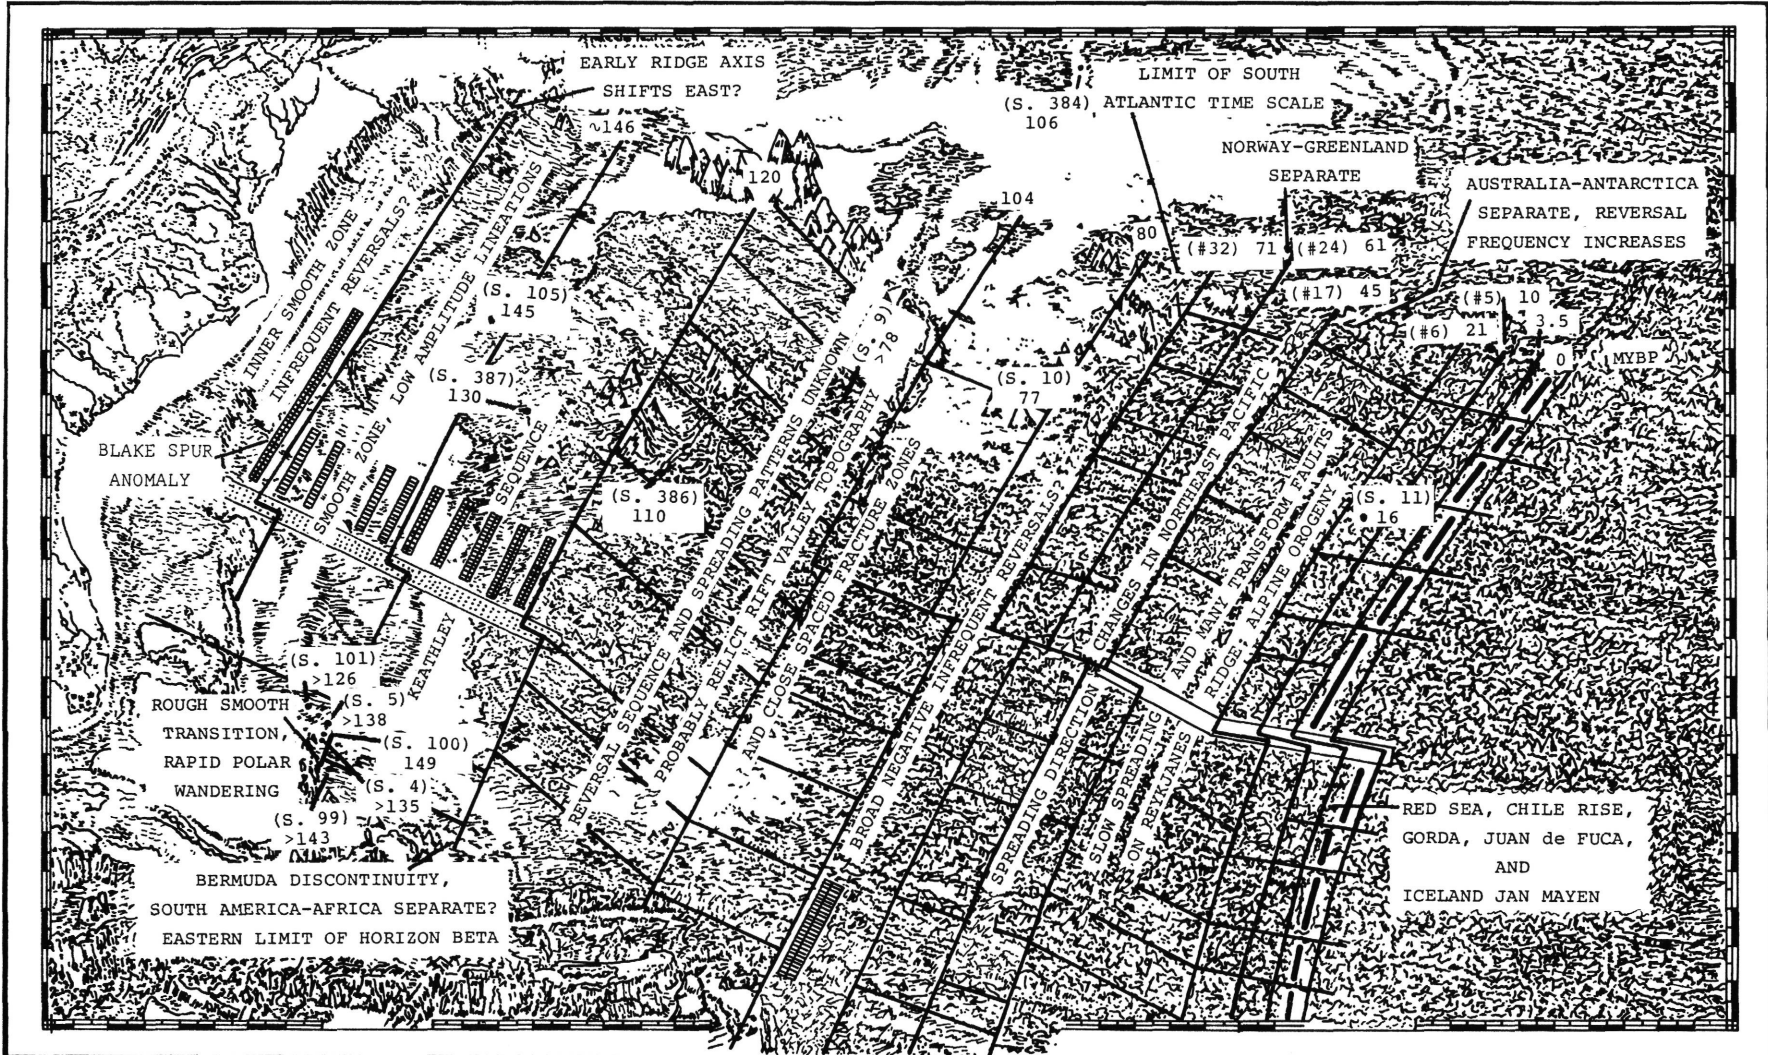 EARLY RIDGE AXIS
SHIFTS EAST?
~146
120
(S. 384)
106
LIMIT OF SOUTH
ATLANTIC TIME SCALE
NORWAY-GREENLAND
SEPARATE
AUSTRALIA-ANTARCTICA
SEPARATE, REVERSAL
FREQUENCY INCREASES
104
80
(#32) 71
(#24) 61
(#17) 45
(#5) 10
(#6) 21
3.5
0
MYBP
INNER SMOOTH ZONE
INFREQUENT REVERSALS?
SMOOTH ZONE, LOW AMPLITUDE LINEATIONS
(S. 105)
145
(S. 387)
130
BLAKE SPUR
ANOMALY
KEATHLEY SEQUENCE
(S. 386)
110
REVERSAL SEQUENCE AND SPREADING PATTERNS UNKNOWN
(S. 9)
>78
PROBABLY RELICT RIFT VALLEY TOPOGRAPHY
AND CLOSE SPACED FRACTURE ZONES
(S. 10)
77
BROAD NEGATIVE INFREQUENT REVERSALS?
SPREADING DIRECTION CHANGES IN NORTHEAST PACIFIC
SLOW SPREADING AND MANY TRANSFORM FAULTS
ON REYKJANES RIDGE, ALPINE OROGENY
(S. 11)
16
(S. 101)
>126
(S. 5)
>138
(S. 100)
149
(S. 4)
>135
(S. 99)
>143
ROUGH SMOOTH
TRANSITION,
RAPID POLAR
WANDERING
BERMUDA DISCONTINUITY,
SOUTH AMERICA-AFRICA SEPARATE?
EASTERN LIMIT OF HORIZON BETA
RED SEA, CHILE RISE,
GORDA, JUAN de FUCA,
AND
ICELAND JAN MAYEN